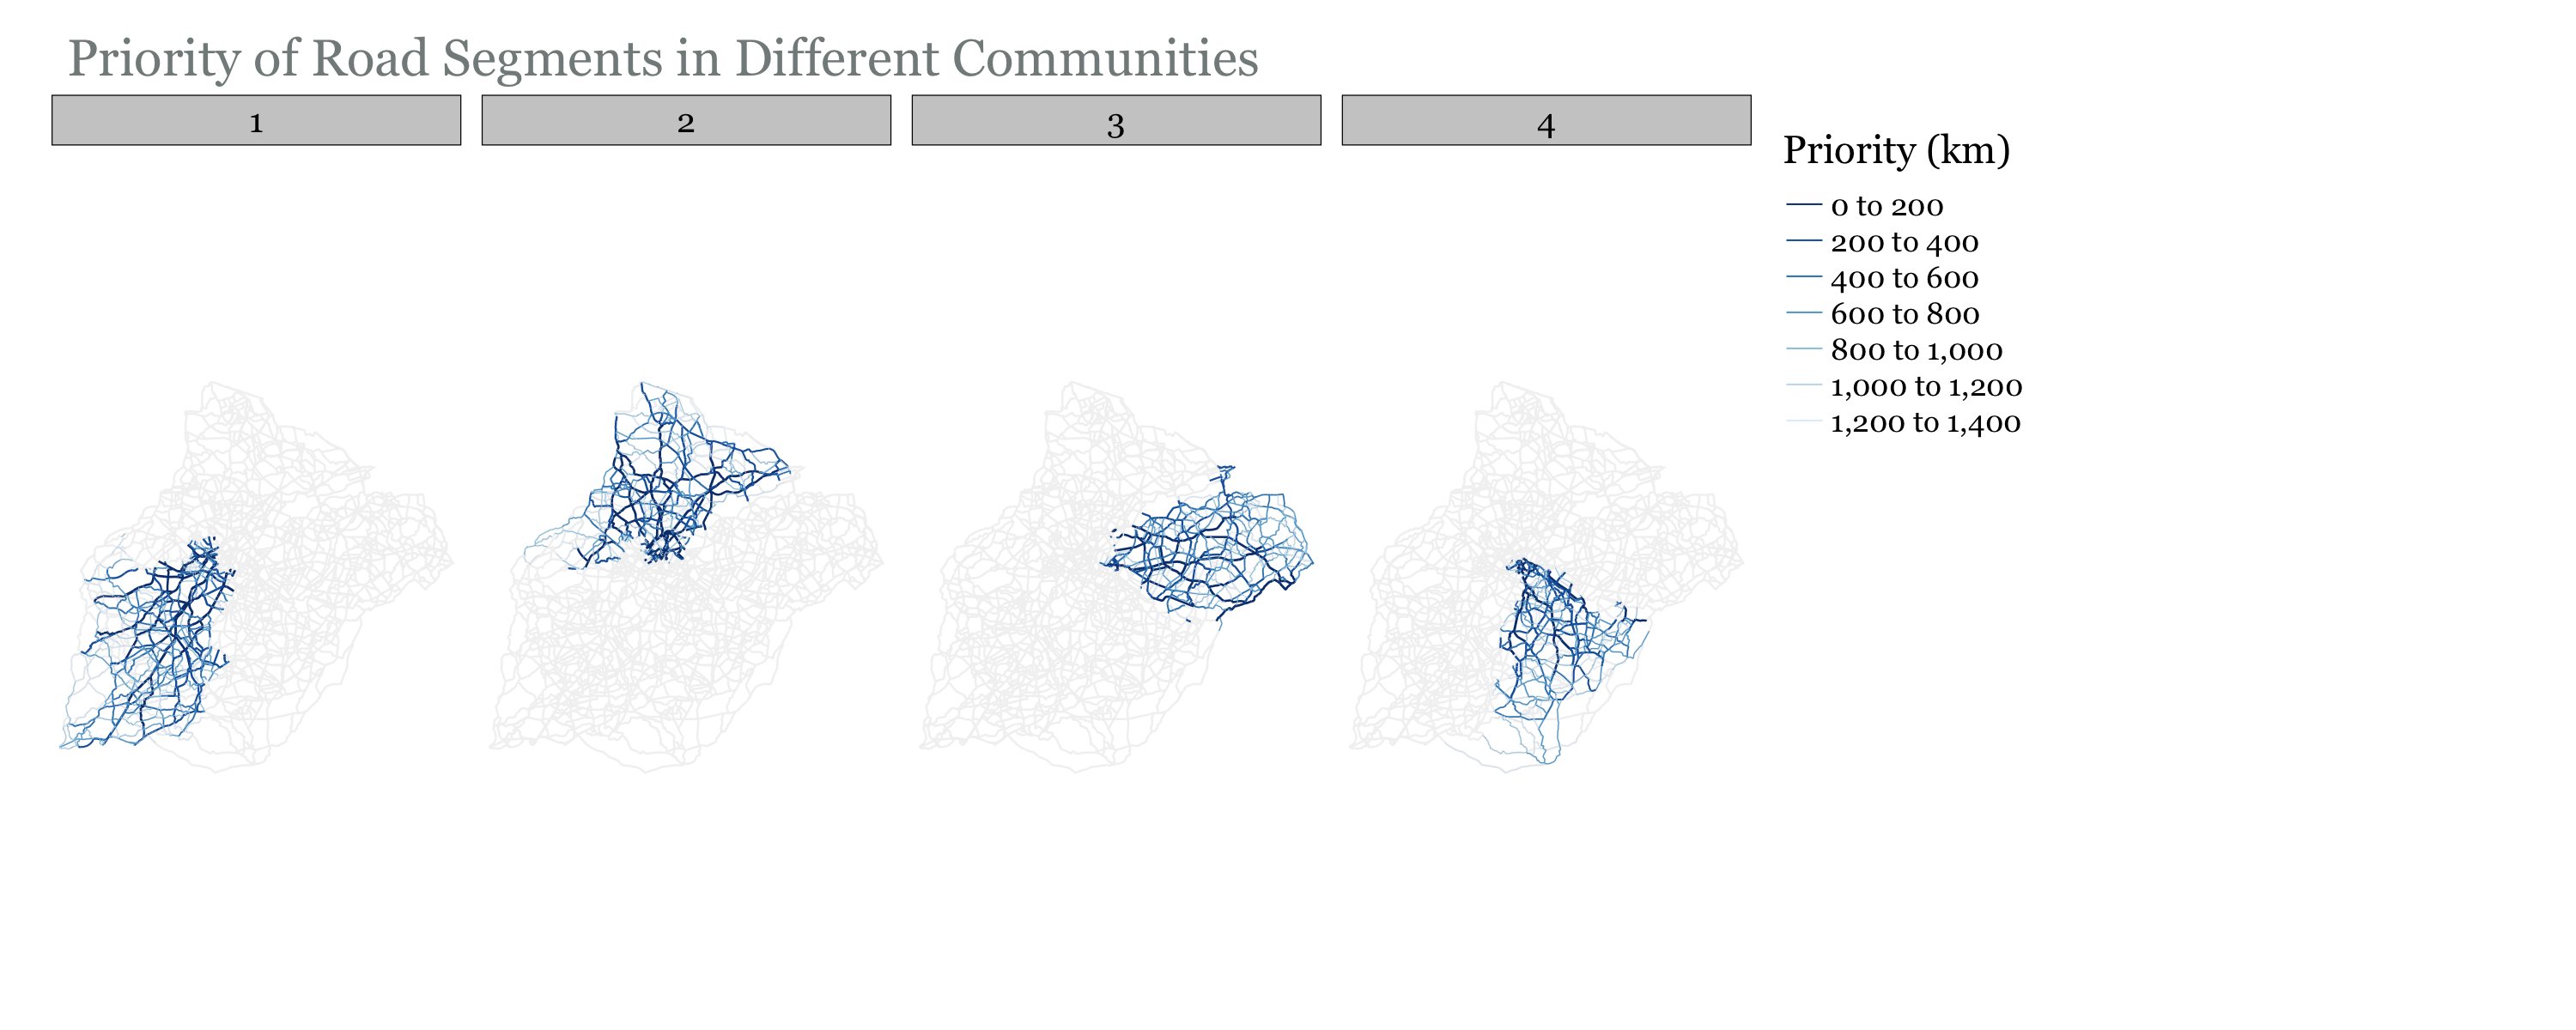 Priority of Road Segments in Different Communities
1
2
3
4
Priority (km)
0 to 200
200 to 400
400 to 600
600 to 800
800 to 1,000
1,000 to 1,200
1,200 to 1,400